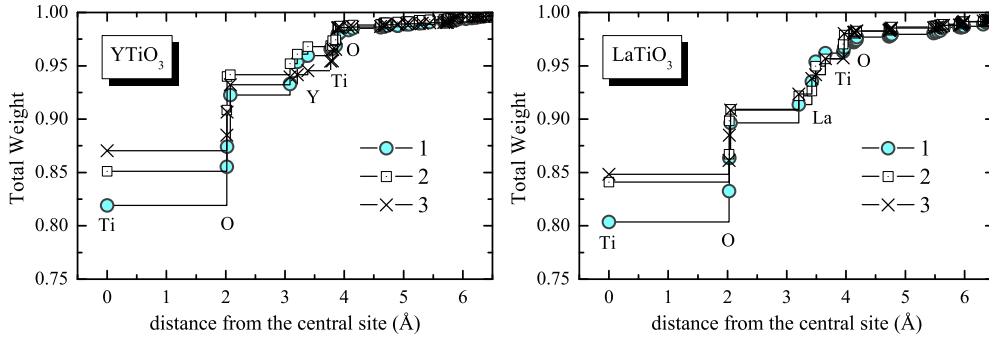 1.00
0.95
0.90
0.85
0.80
0.75
Total Weight
YTiO3
Ti
O
Y
Ti
O
1
2
3
0 1 2 3 4 5 6
distance from the central site (Å)
1.00
0.95
0.90
0.85
0.80
0.75
Total Weight
LaTiO3
Ti
O
La
Ti
O
1
2
3
0 1 2 3 4 5 6
distance from the central site (Å)